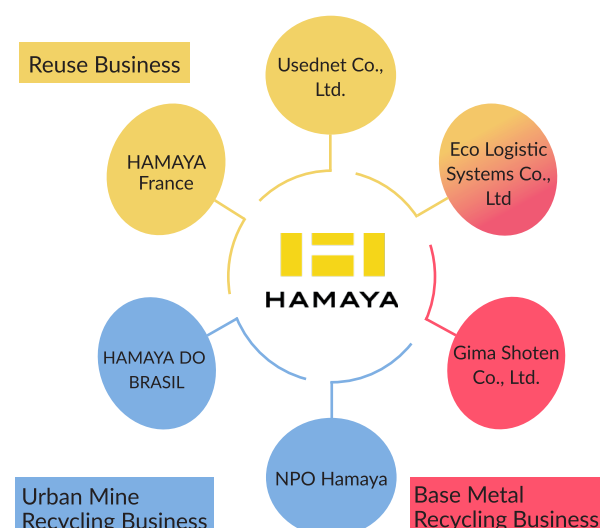 Reuse Business
Usednet Co.,
Ltd.
HAMAYA
France
Eco Logistic
Systems Co.,
Ltd
HAMAYA
HAMAYA DO
BRASIL
Gima Shoten
Co., Ltd.
NPO Hamaya
Urban Mine
Recycling Business
Base Metal
Recycling Business